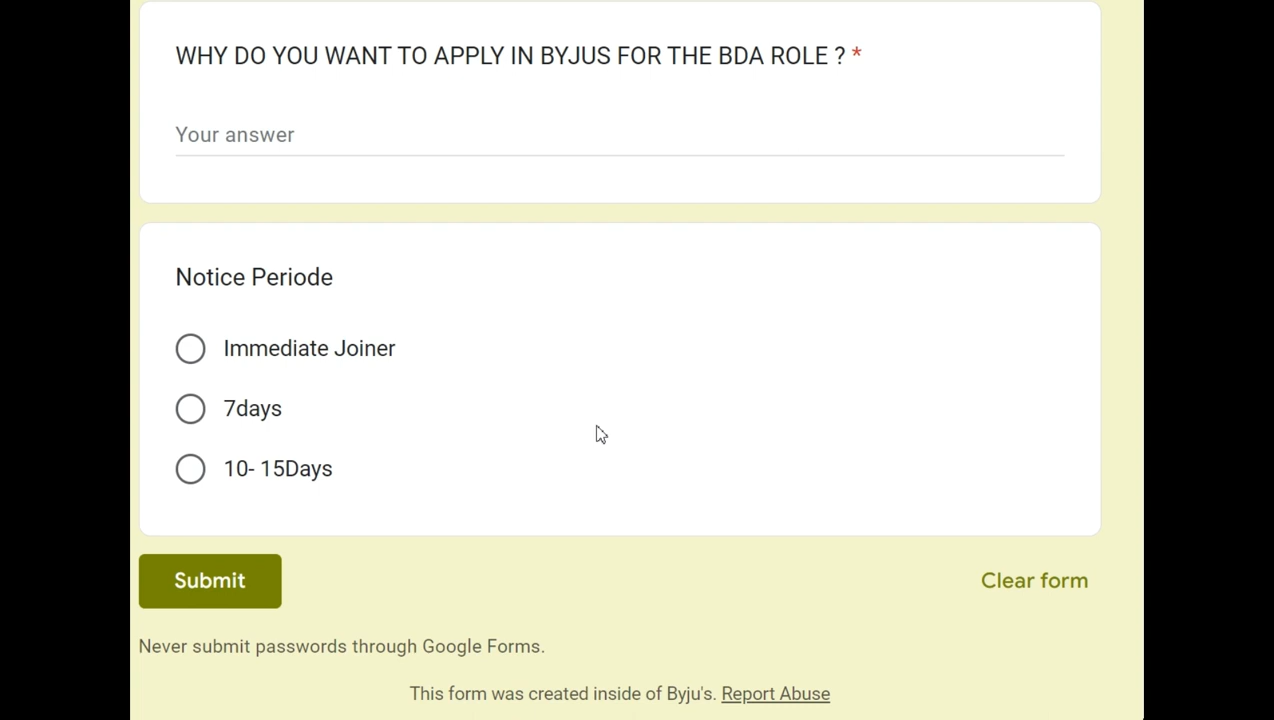 WHY DO YOU WANT TO APPLY IN BYJUS FOR THE BDA ROLE ? *
Your answer
Notice Periode
Immediate Joiner
7days
10- 15Days
Submit
Clear form
Never submit passwords through Google Forms.
This form was created inside of Byju's. Report Abuse